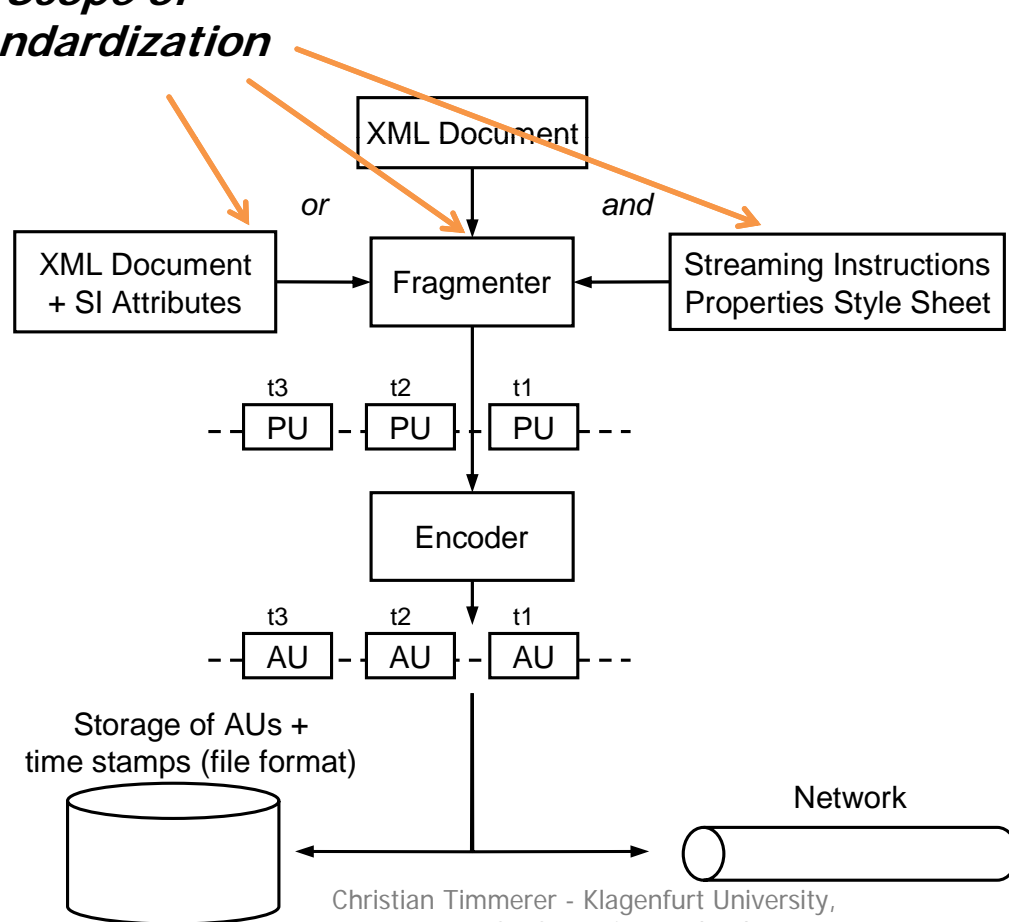 ndardization
XML Document
or
and
XML Document
+ SI Attributes
Fragmenter
Streaming Instructions
Properties Style Sheet
t3
t2
t1
PU
PU
PU
Encoder
t3
t2
t1
AU
AU
AU
Storage of AUs +
time stamps (file format)
Network
Christian Timmerer - Klagenfurt University,